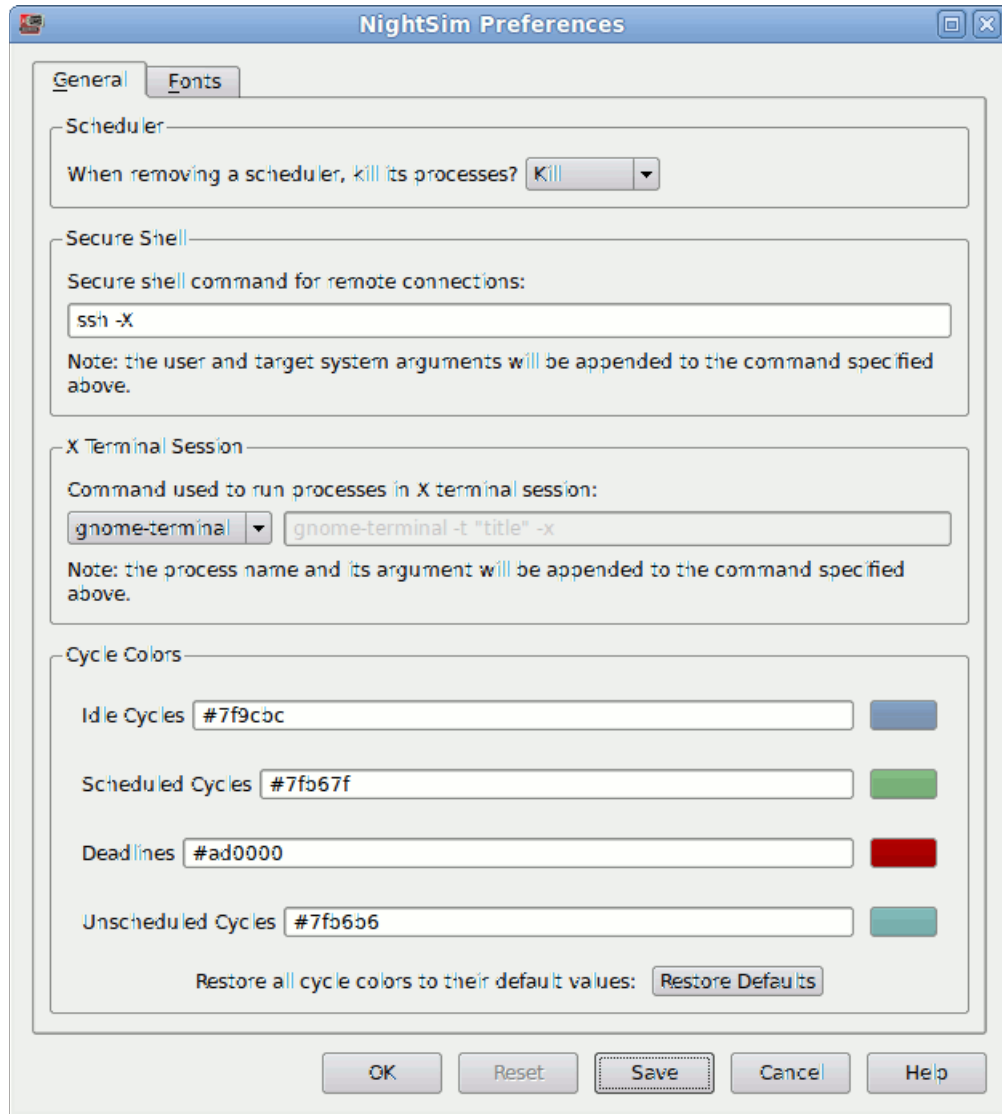 NightSim Preferences
General
Fonts
Scheduler
When removing a scheduler, kill its processes? Kill
Secure Shell
Secure shell command for remote connections:
ssh -X
Note: the user and target system arguments will be appended to the command specified
above.
X Terminal Session
Command used to run processes in X terminal session:
gnome-terminal gnome-terminal -t "title" -x
Note: the process name and its argument will be appended to the command specified
above.
Cycle Colors
Idle Cycles #7f9cbc
Scheduled Cycles #7fb67f
Deadlines #ad0000
Unscheduled Cycles #7fb6b6
Restore all cycle colors to their default values: Restore Defaults
OK Reset Save Cancel Help